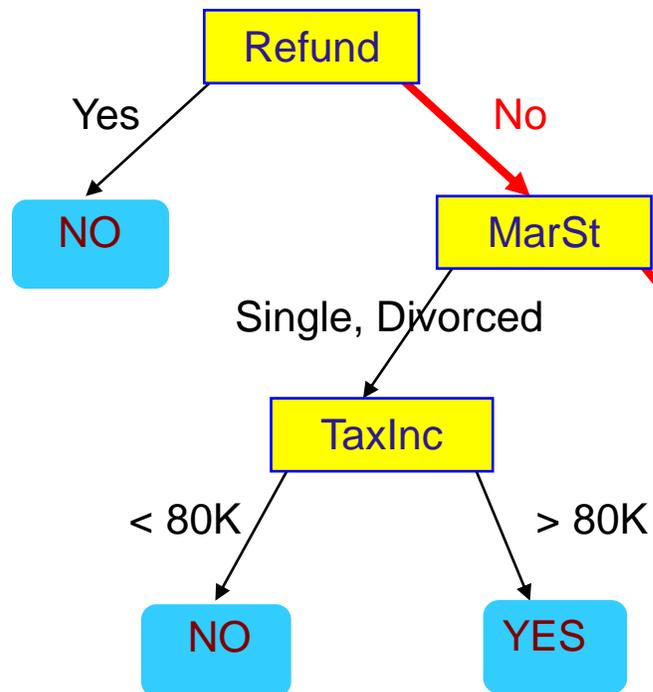 Refund
Yes
No
NO
MarSt
Single, Divorced
TaxInc
< 80K
> 80K
NO
YES